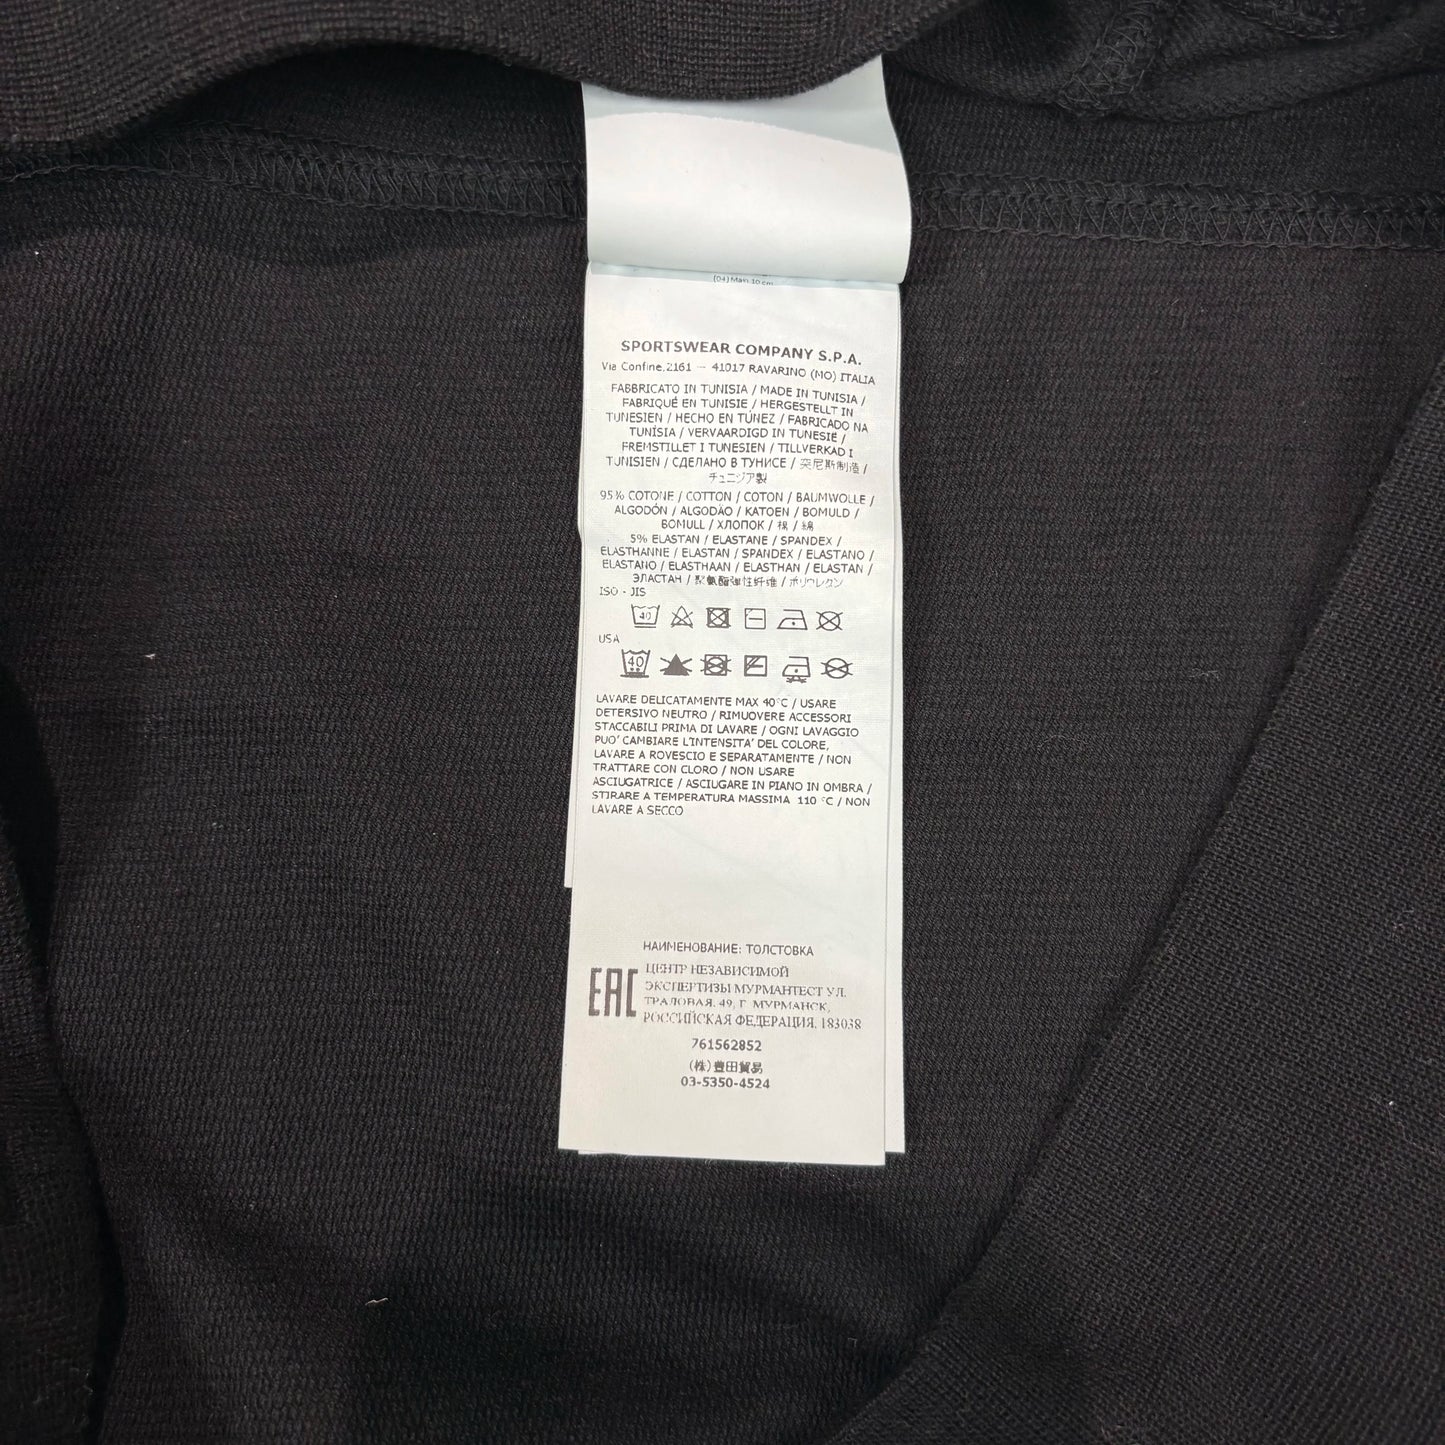 (04) Main 10 cm
SPORTSWEAR COMPANY S.P.A.
Via Confine,2161 - 41017 RAVARINO (MO) ITALIA
FABBRICATO IN TUNISIA / MADE IN TUNISIA /
FABRIQUÉ EN TUNISIE / HERGESTELLT IN
TUNESIEN / HECHO EN TÚNEZ / FABRICADO NA
TUNÍSIA / VERVAARDIGD IN TUNESIË /
FREMSTILLET I TUNESIEN / TILLVERKAD I
TUNISIEN / СДЕЛАНО В ТУНИСЕ / 突尼斯制造 /
チュニジア製
95% COTONE / COTTON / COTON / BAUMWOLLE /
ALGODÓN / ALGODÃO / KATOEN / BOMULD /
BOMULL / ХЛОПОК / 棉 / 綿
5% ELASTAN / ELASTANE / SPANDEX /
ELASTHANNE / ELASTAN / SPANDEX / ELASTANO /
ELASTANO / ELASTHAAN / ELASTHAN / ELASTAN /
ЭЛАСТАН / 聚氨酯弹性纤维 / ポリウレタン
ISO - JIS
40
USA
40
LAVARE DELICATAMENTE MAX 40°C / USARE
DETERSIVO NEUTRO / RIMUOVERE ACCESSORI
STACCABILI PRIMA DI LAVARE / OGNI LAVAGGIO
PUO' CAMBIARE L'INTENSITA' DEL COLORE,
LAVARE A ROVESCIO E SEPARATAMENTE / NON
TRATTARE CON CLORO / NON USARE
ASCIUGATRICE / ASCIUGARE IN PIANO IN OMBRA /
STIRARE A TEMPERATURA MASSIMA 110 °C / NON
LAVARE A SECCO
НАИМЕНОВАНИЕ: ТОЛСТОВКА
EAC
ЦЕНТР НЕЗАВИСИМОЙ
ЭКСПЕРТИЗЫ МУРМАНТЕСТ УЛ.
ТРАЛОВАЯ, 49, Г. МУРМАНСК,
РОССИЙСКАЯ ФЕДЕРАЦИЯ, 183038
761562852
(株)豊田貿易
03-5350-4524